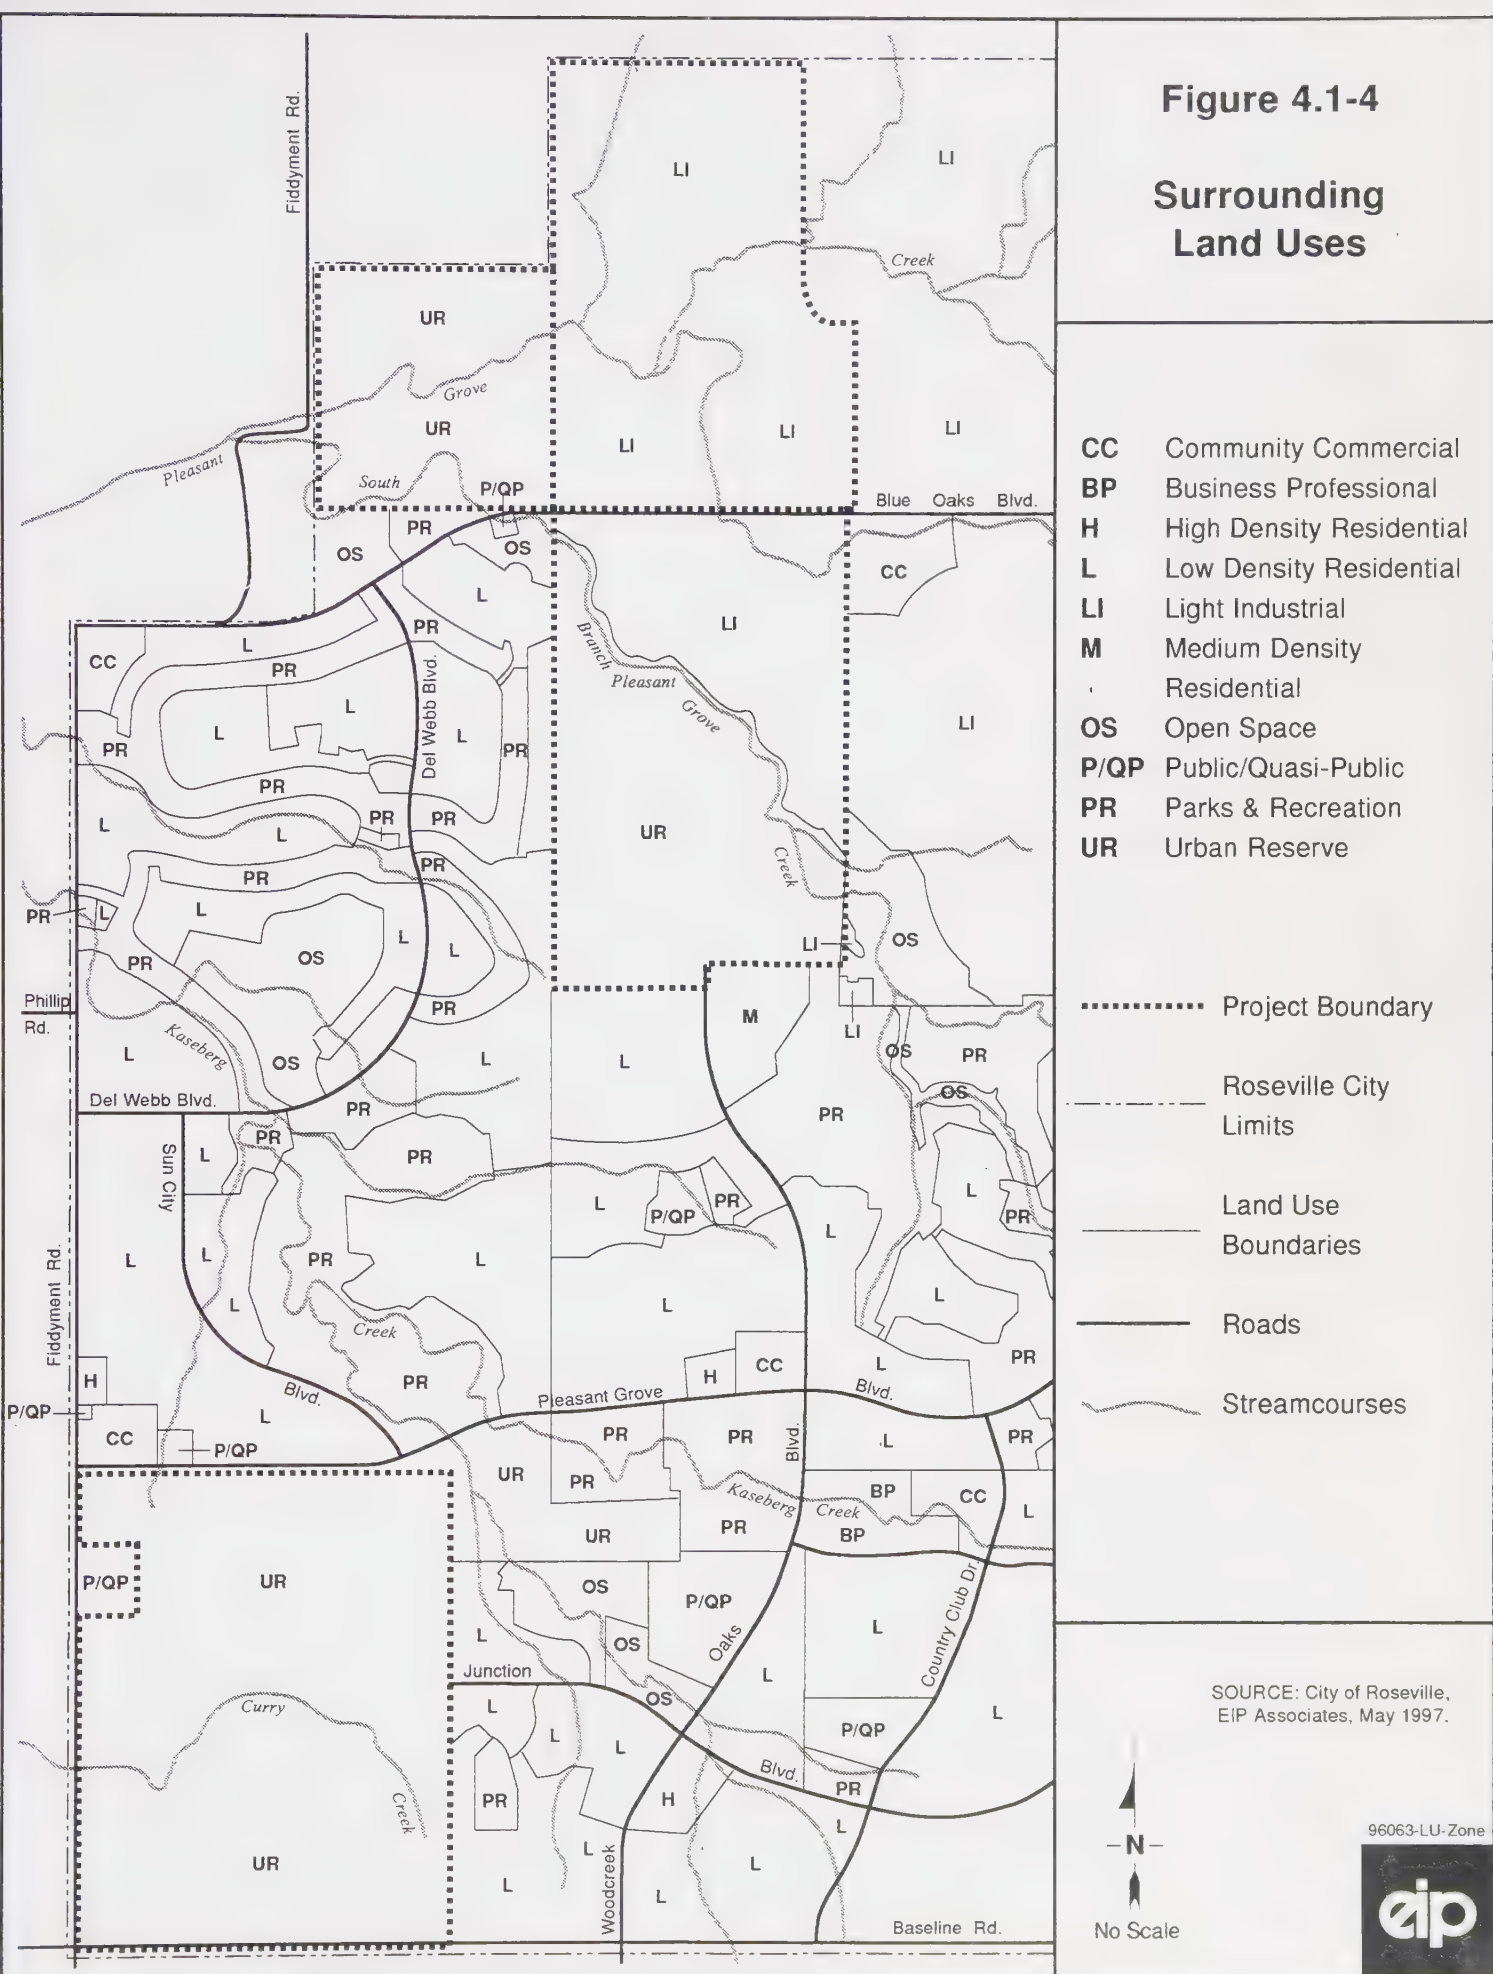 Figure 4.1-4
Surrounding
Land Uses
CC Community Commercial
BP Business Professional
H High Density Residential
L Low Density Residential
LI Light Industrial
M Medium Density
Residential
OS Open Space
P/QP Public/Quasi-Public
PR Parks & Recreation
UR Urban Reserve
Project Boundary
Roseville City
Limits
Land Use
Boundaries
Roads
Streamcourses
SOURCE: City of Roseville,
EIP Associates, May 1997.
-N-
No Scale
96063-LU-Zone
eip
Fiddyment Rd.
LI
LI
Creek
UR
Grove
UR
LI
LI
LI
Pleasant
South
P/QP
Blue Oaks Blvd.
PR
OS
OS
CC
L
LI
PR
Branch
L
CC
PR
Pleasant
Grove
Del Webb Blvd.
L
L
L
LI
PR
PR
PR
PR
PR
L
L
UR
PR
Creek
PR
L
L
PR
L
L
OS
LI
OS
OS
PR
Phillip
Rd.
PR
M
Kaseberg
LI
L
OS
L
L
OS
PR
OS
Del Webb Blvd.
PR
PR
PR
Sun City
L
PR
L
L
P/QP
PR
PR
L
L
L
PR
L
L
Fiddyment Rd.
L
L
Creek
L
PR
H
CC
L
PR
H
Blvd.
Pleasant Grove
Blvd.
P/QP
L
CC
P/QP
PR
PR
Blvd.
L
PR
UR
PR
BP
CC
L
Kaseberg
Creek
UR
PR
BP
P/QP
UR
OS
P/QP
Country Club Dr.
L
L
OS
Oaks
L
Junction
OS
L
Curry
L
L
P/QP
L
Blvd.
PR
Creek
PR
H
L
UR
L
L
L
Woodcreek
L
Baseline Rd.